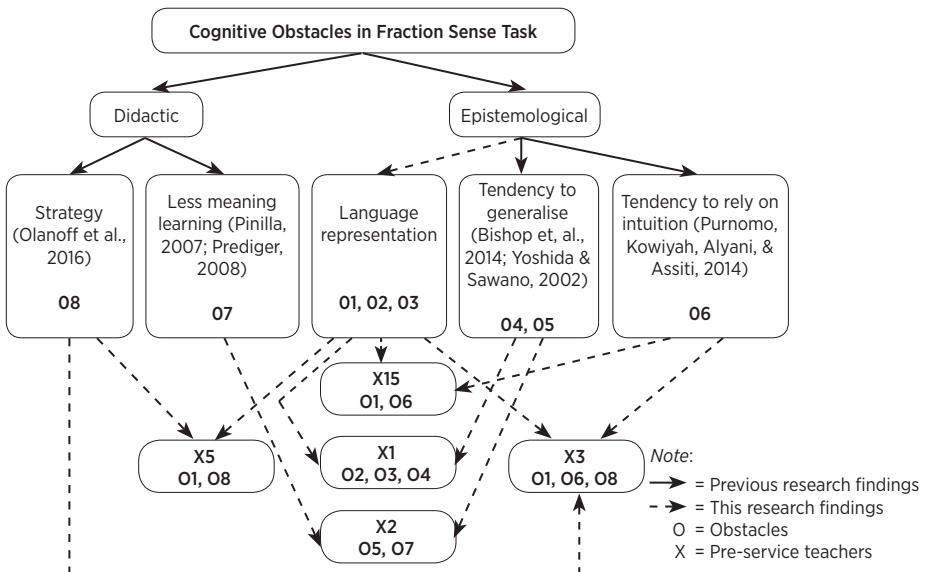 Cognitive Obstacles in Fraction Sense Task
Didactic
Epistemological
Strategy
(Olanoff et al.,
2016)
O8
Less meaning
learning (Pinilla,
2007; Prediger,
2008)
O7
Language
representation
O1, O2, O3
Tendency to
generalise
(Bishop et, al.,
2014; Yoshida &
Sawano, 2002)
O4, O5
Tendency to rely on
intuition (Purnomo,
Kowiyah, Alyani, &
Assiti, 2014)
O6
X15
O1, O6
X5
O1, O8
X1
O2, O3, O4
X3
O1, O6, O8
X2
O5, O7
Note:
= Previous research findings
= This research findings
O = Obstacles
X = Pre-service teachers